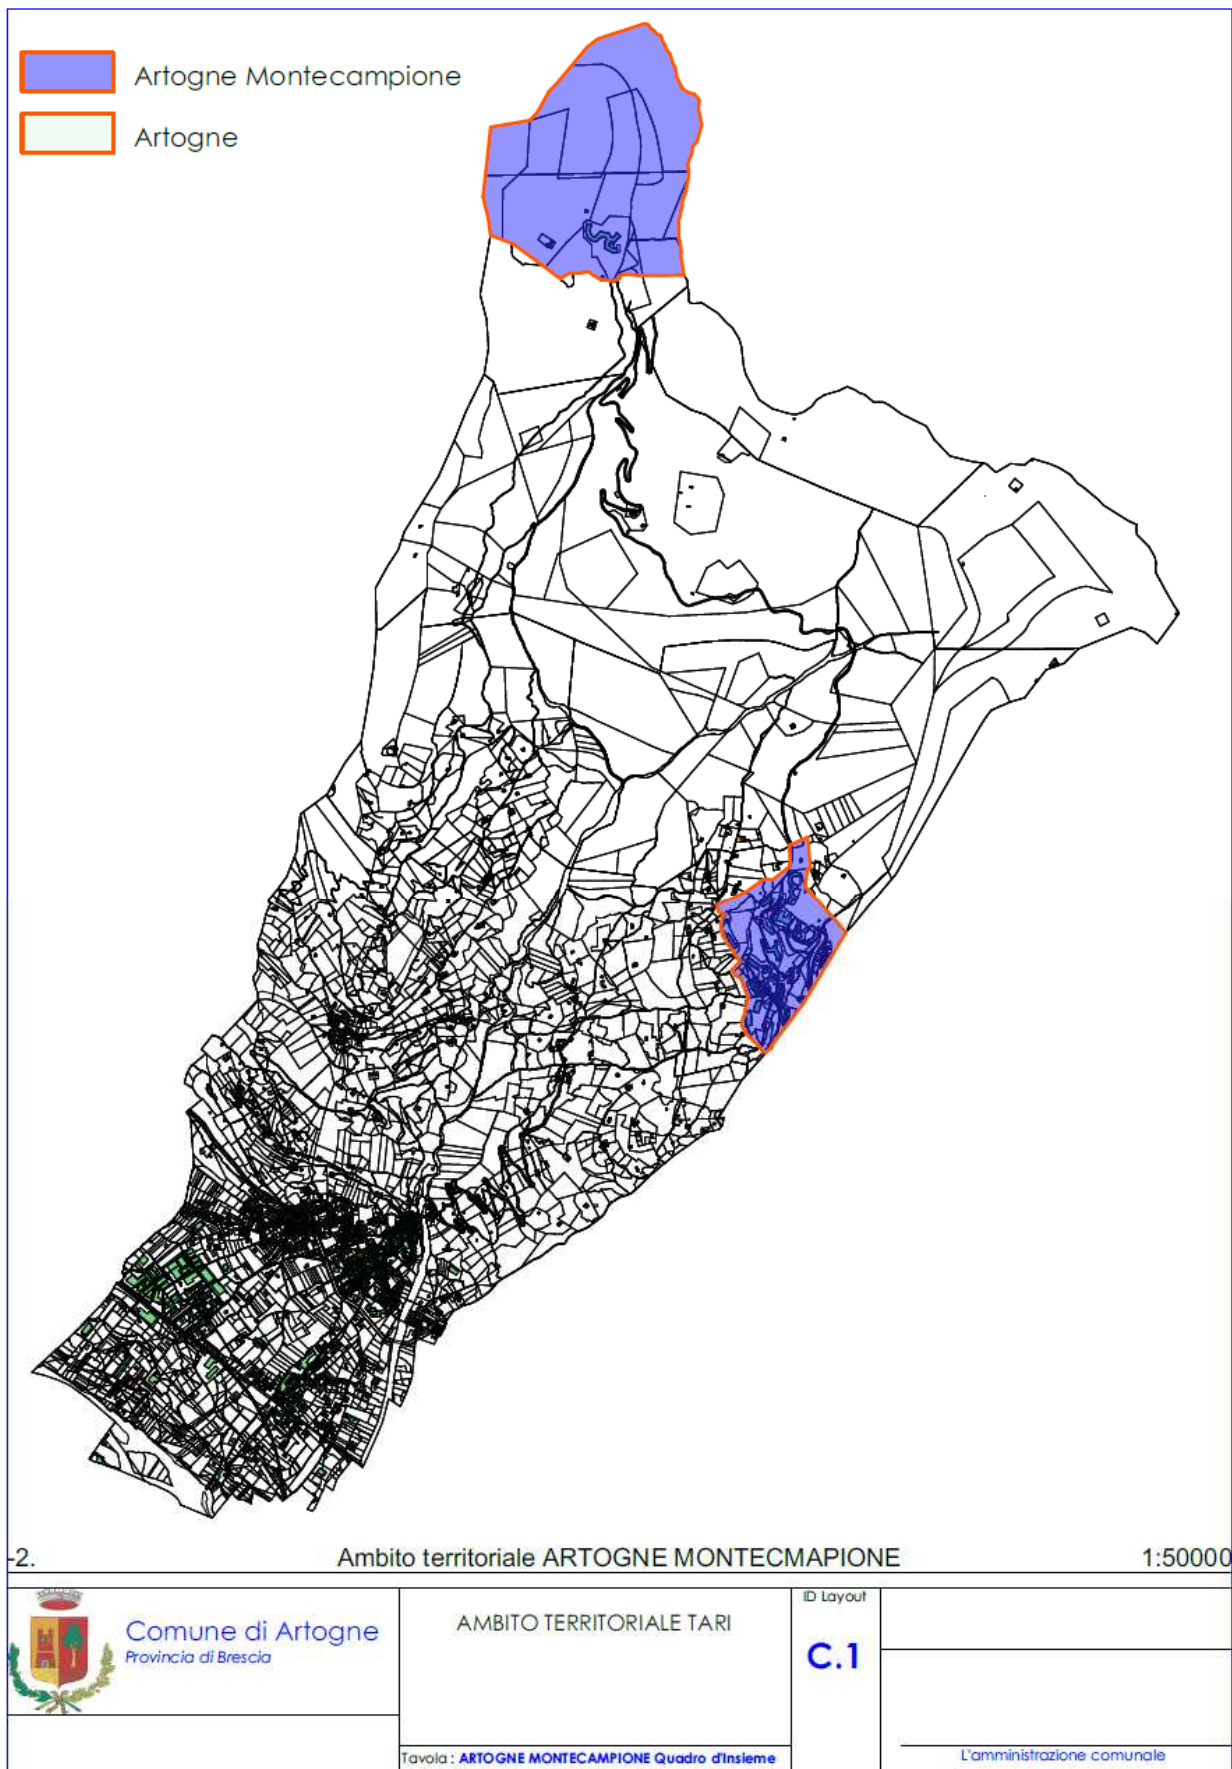 Artogne Montecampione
Artogne
-2.
Ambito territoriale ARTOGNE MONTECMAPIONE
1:50000
Comune di Artogne
Provincia di Brescia
AMBITO TERRITORIALE TARI
Tavola : ARTOGNE MONTECAMPIONE Quadro d'Insieme
ID Layout
C.1
L'amministrazione comunale